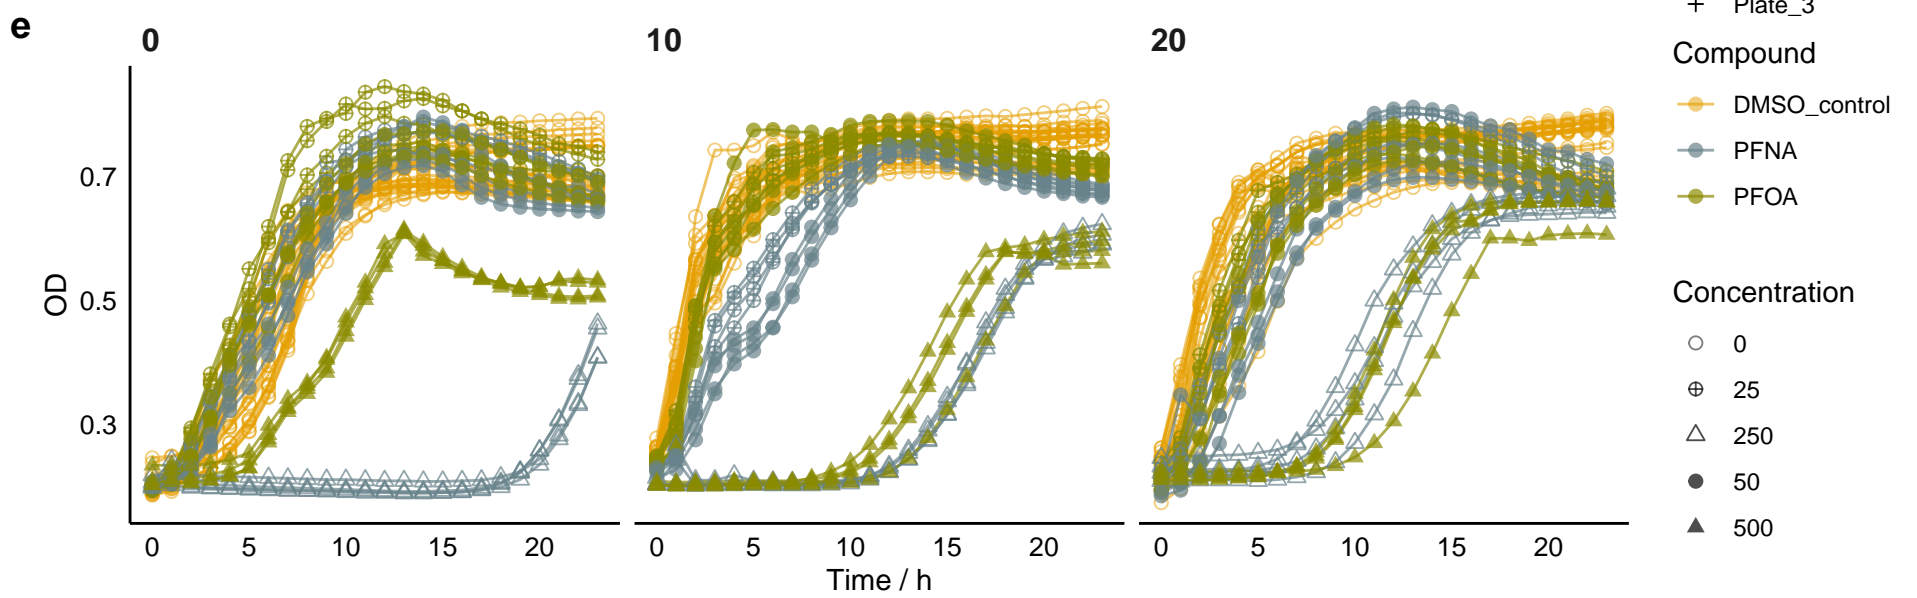 e
0 10 20
OD
0.7
0.5
0.3
0 5 10 15 20 0 5 10 15 20 0 5 10 15 20
Time / h
Plate_3
Compound
DMSO_control
PFNA
PFOA
Concentration
0
25
250
50
500